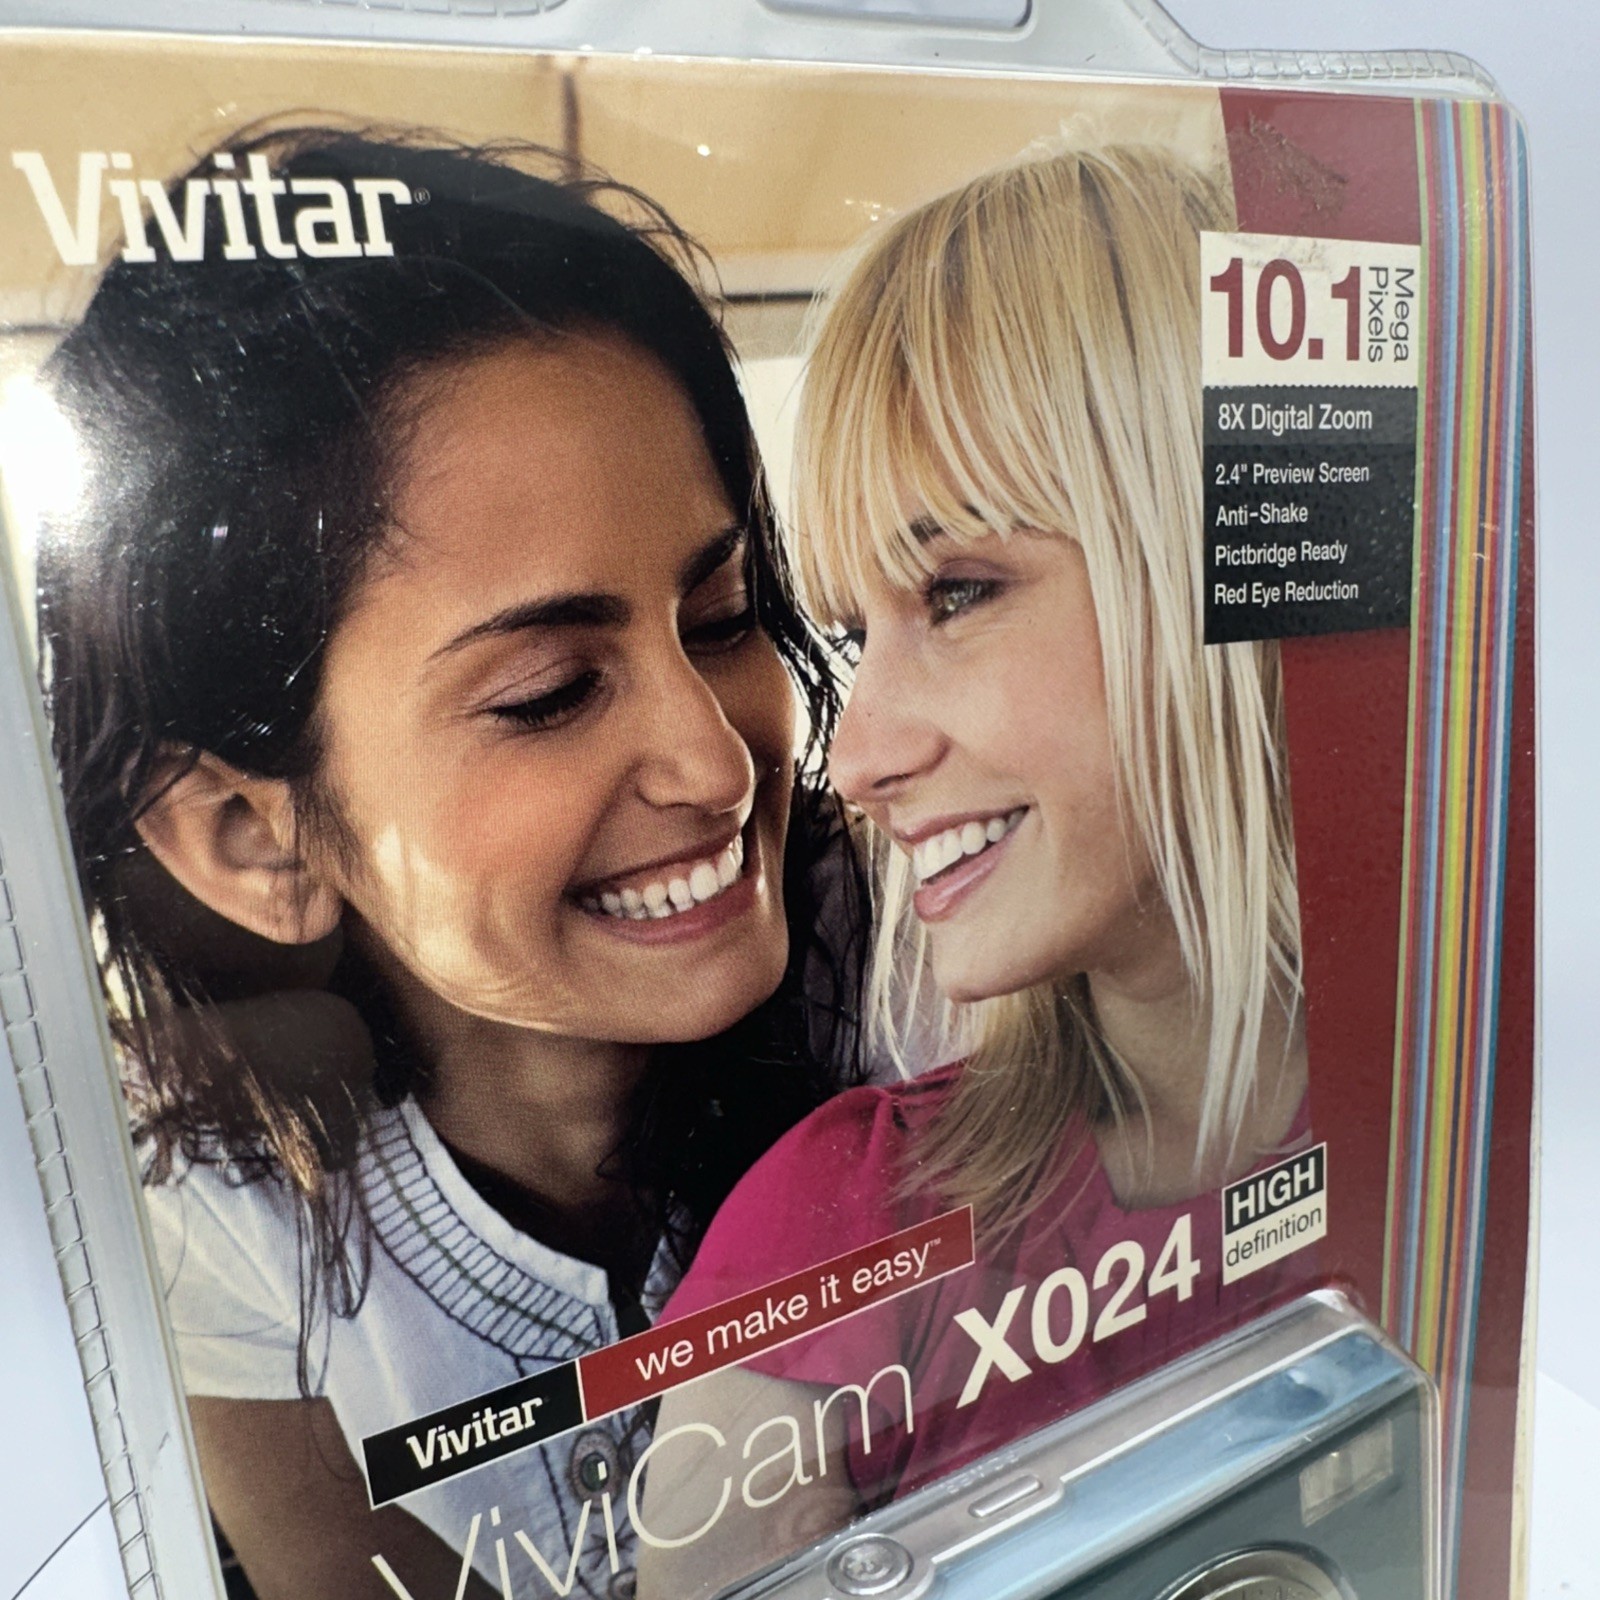 Vivitar®
10.1 Mega Pixels
8X Digital Zoom
2.4" Preview Screen
Anti-Shake
Pictbridge Ready
Red Eye Reduction
HIGH
definition
Vivitar we make it easy™
ViviCam X024